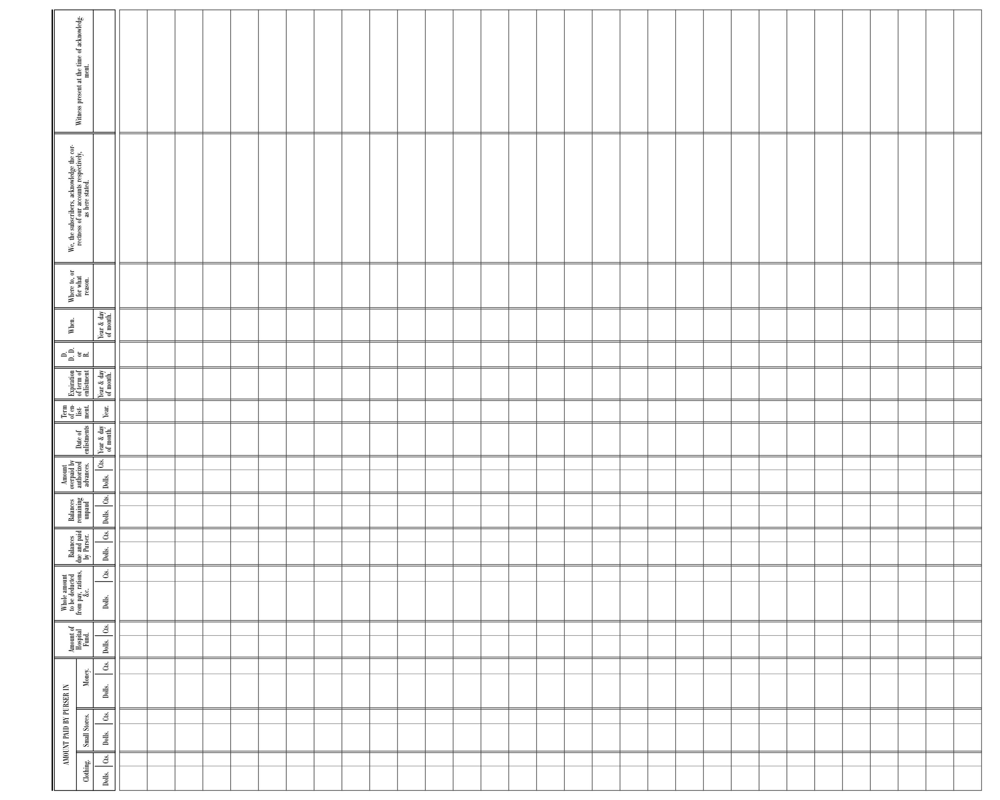 AMOUNT PAID BY PURSER IN
Clothing.
Dolls. Cts.
Small Stores.
Dolls. Cts.
Money.
Dolls. Cts.
Amount of
Hospital
Fund.
Dolls. Cts.
Whole amount
to be deducted
from pay, rations,
&c.
Dolls. Cts.
Balances
due and paid
by Purser.
Dolls. Cts.
Balances
remaining
unpaud
Dolls. Cts.
Amount
overpaid by
authorized
advances.
Dolls. Cts.
Date of
enlistments
Year & day
of month.
Term
of en-
list-
ment.
Year.
Expiration
of term of
enlistment
Year & day
of month.
D.
D. D.
or
R.
When.
Year & day
of month.
Where to, or
for what
reason.
We, the subscribers, acknowledge the cor-
rectness of our accounts respectively,
as here stated.
Witness present at the time of acknowledg-
ment.